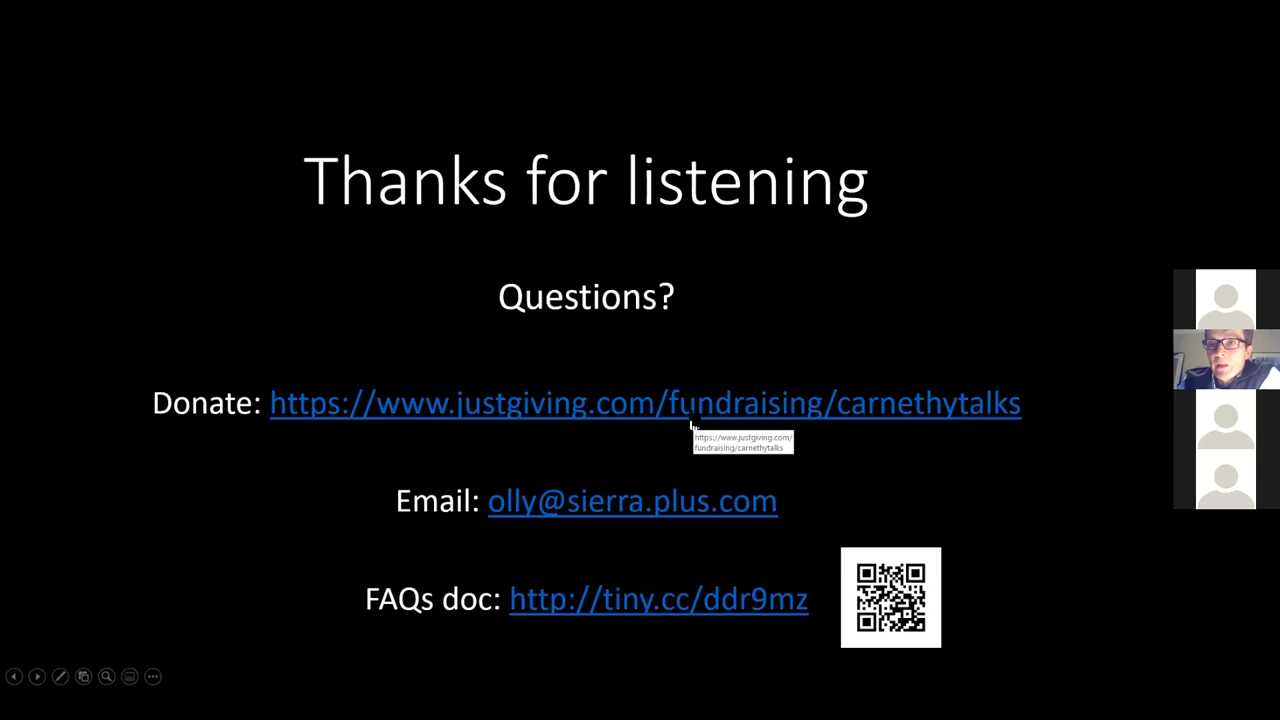 Thanks for listening
Questions?
Donate: https://www.justgiving.com/fundraising/carnethytalks
https://www.justgiving.com/
fundraising/carnethytalks
Email: olly@sierra.plus.com
FAQs doc: http://tiny.cc/ddr9mz